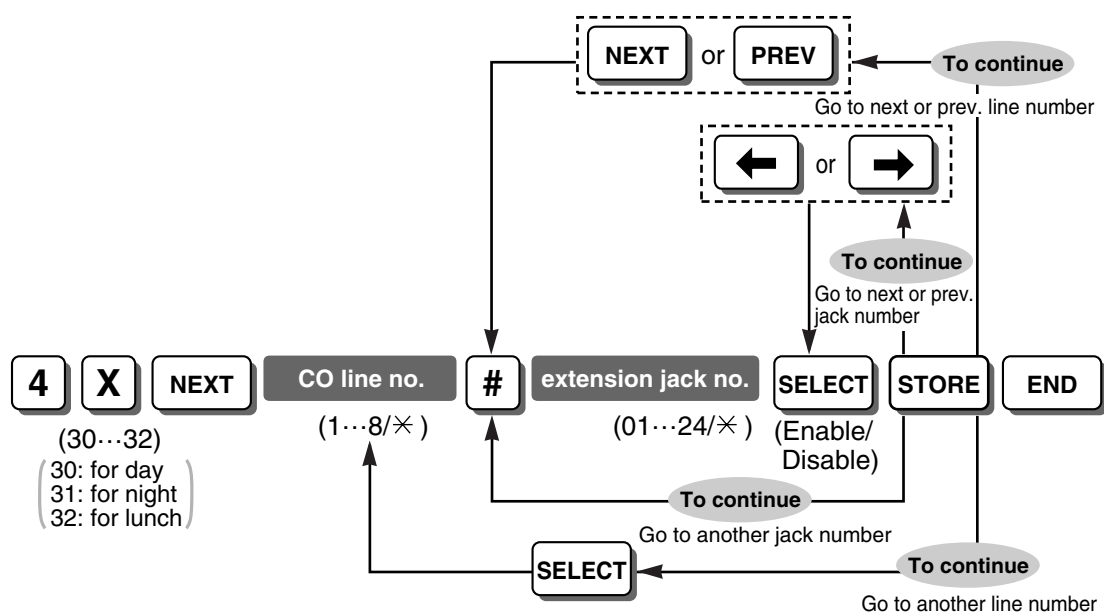 NEXT or PREV
To continue
Go to next or prev. line number
← or →
To continue
Go to next or prev.
jack number
4 X NEXT CO line no. # extension jack no. SELECT STORE END
(30···32)
(1···8/✳)
(01···24/✳)
(Enable/
Disable)
30: for day
31: for night
32: for lunch
To continue
Go to another jack number
SELECT
To continue
Go to another line number